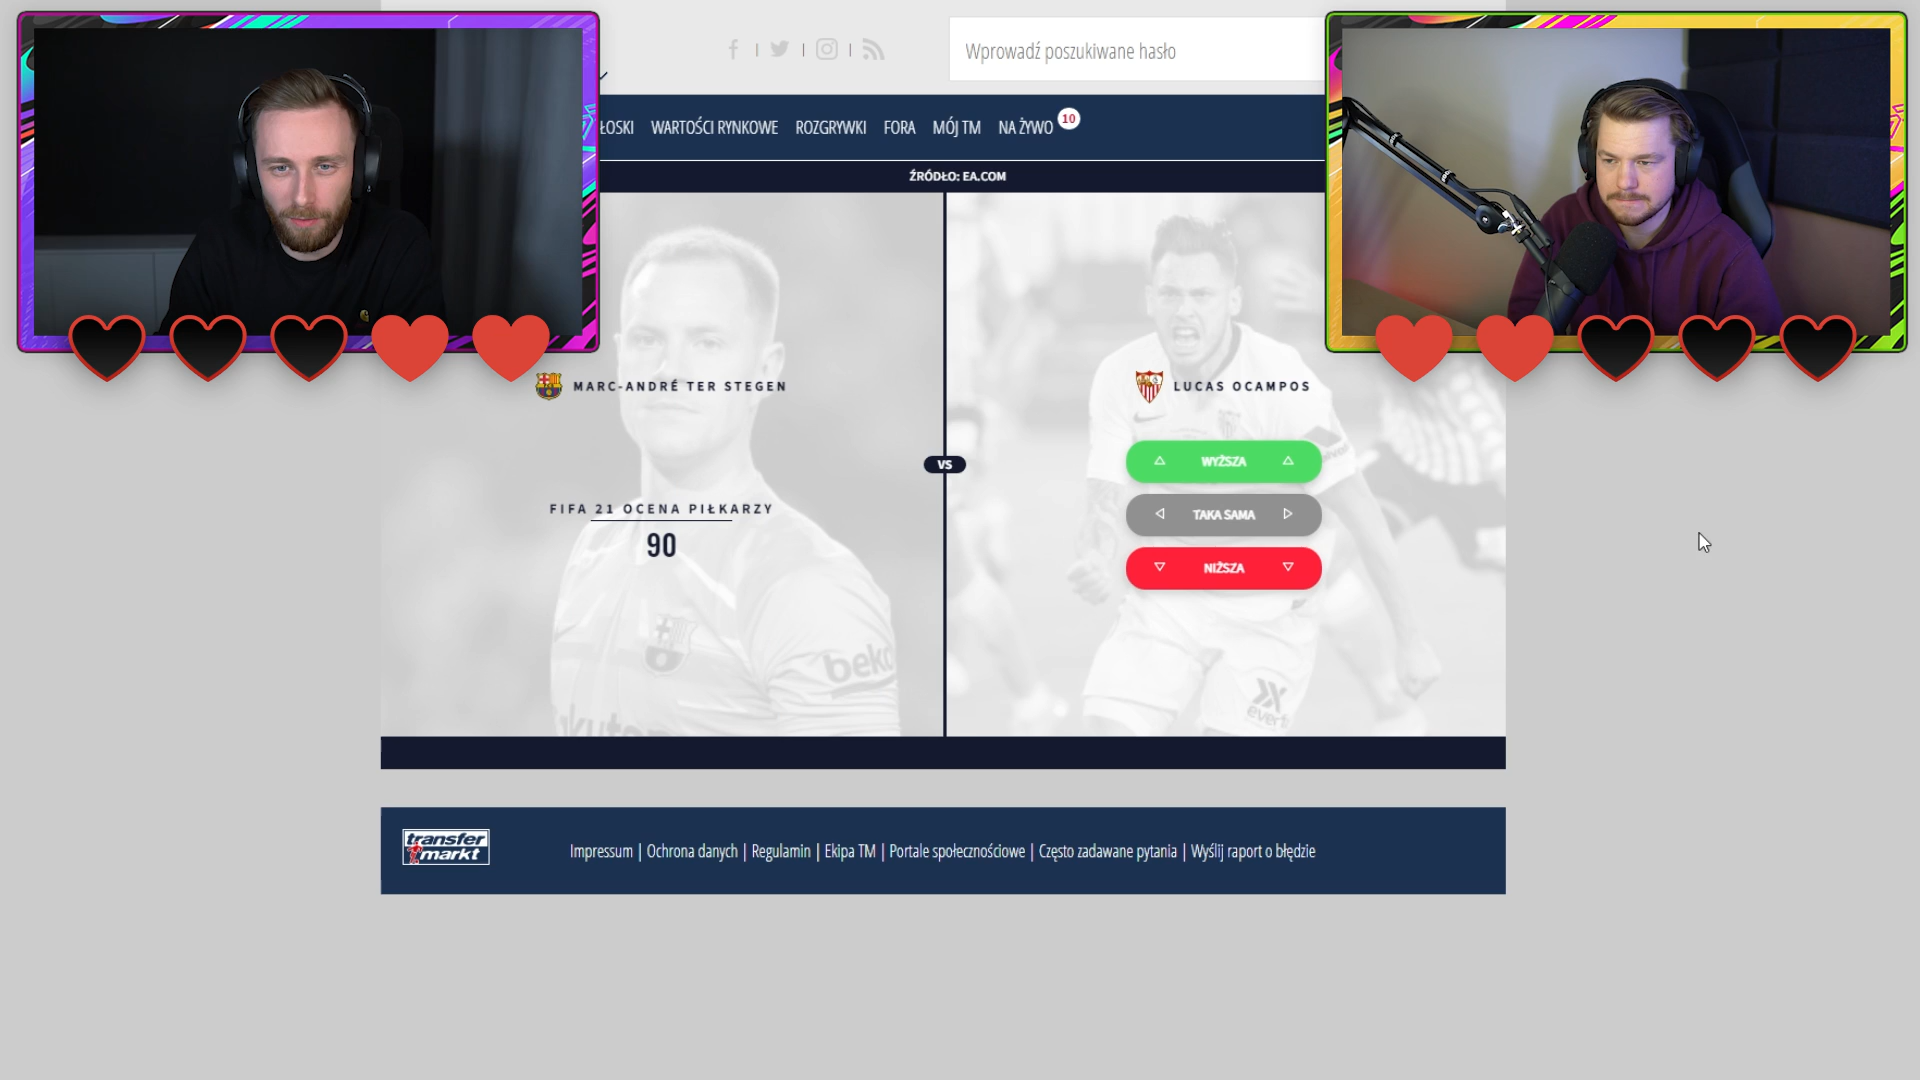 Wprowadź poszukiwane hasło
ŁOSKI WARTOŚCI RYNKOWE ROZGRYWKI FORA MÓJ TM NA ŻYWO 10
ŹRÓDŁO: EA.COM
MARC-ANDRÉ TER STEGEN
LUCAS OCAMPOS
VS
WYŻSZA
TAKA SAMA
NIŻSZA
FIFA 21 OCENA PIŁKARZY
90
beko
transfer
markt
Impressum | Ochrona danych | Regulamin | Ekipa TM | Portale społecznościowe | Często zadawane pytania | Wyślij raport o błędzie